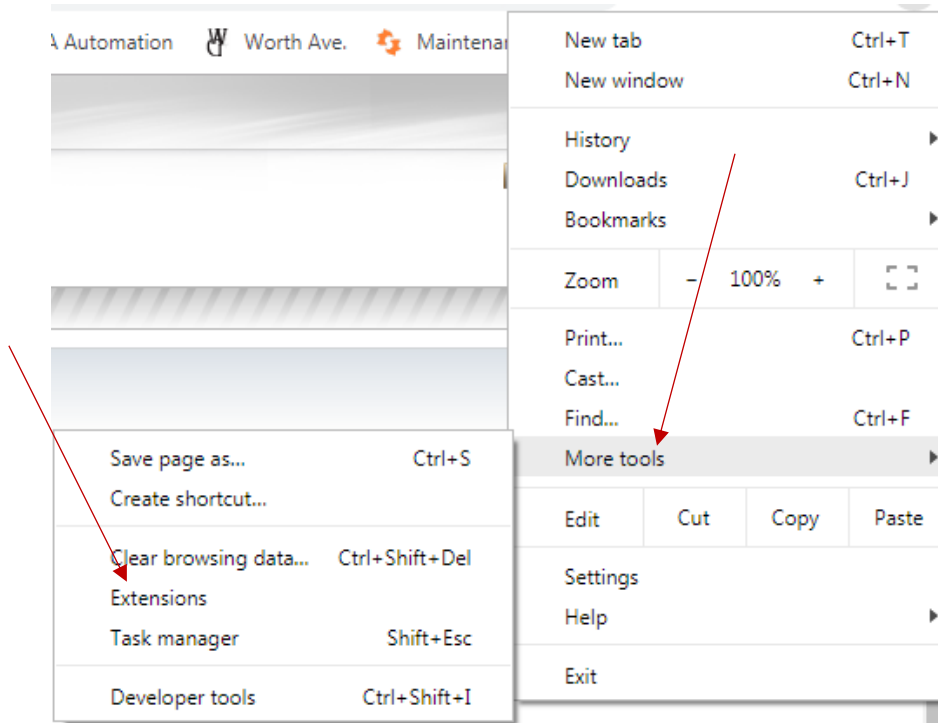 A Automation Worth Ave. Maintenan
New tab Ctrl+T
New window Ctrl+N
History
Downloads Ctrl+J
Bookmarks
Zoom - 100% +
Print... Ctrl+P
Cast...
Find... Ctrl+F
More tools
Edit Cut Copy Paste
Settings
Help
Exit
Save page as... Ctrl+S
Create shortcut...
Clear browsing data... Ctrl+Shift+Del
Extensions
Task manager Shift+Esc
Developer tools Ctrl+Shift+I